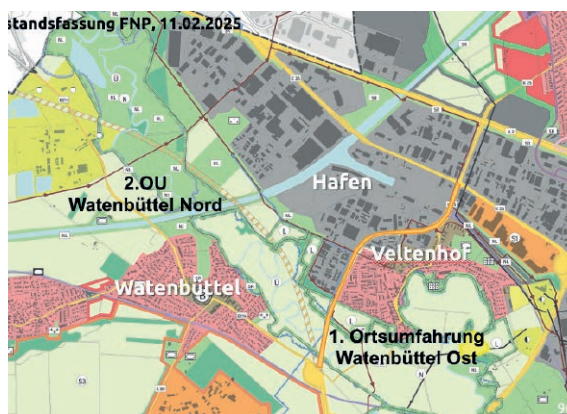 standsfassung FNP, 11.02.2025
2.OU
Watenbüttel Nord
Hafen
Veltenhof
Watenbüttel
1. Ortsumfahrung
Watenbüttel Ost